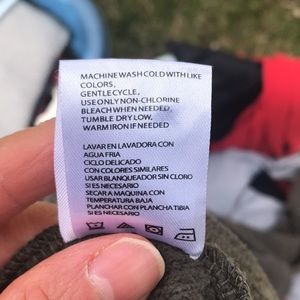 MACHINE WASH COLD WITH LIKE
COLORS,
GENTLE CYCLE,
USE ONLY NON-CHLORINE
BLEACH WHEN NEEDED,
TUMBLE DRY LOW,
WARM IRON IF NEEDED
LAVAR EN LAVADORA CON
AGUA FRIA
CICLO DELICADO
CON COLORES SIMILARES
USAR BLANQUEADOR SIN CLORO
SI ES NECESARIO
SECAR A MAQUINA CON
TEMPERATURA BAJA
PLANCHAR CON PLANCHA TIBIA
SI ES NECESARIO